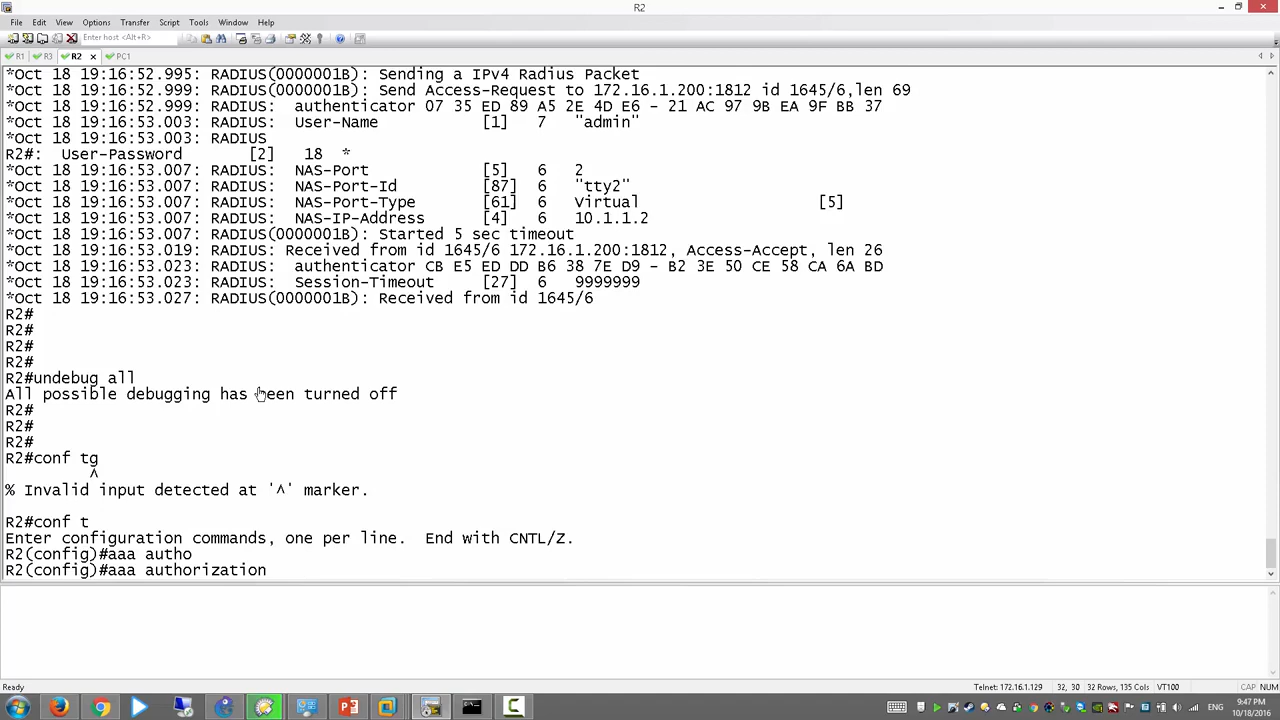 R2
File Edit View Options Transfer Script Tools Window Help
Enter host <Alt+R>
R1 R3 R2 PC1
*Oct 18 19:16:52.995: RADIUS(0000001B): Sending a IPv4 Radius Packet
*Oct 18 19:16:52.999: RADIUS(0000001B): Send Access-Request to 172.16.1.200:1812 id 1645/6,len 69
*Oct 18 19:16:52.999: RADIUS:  authenticator 07 35 ED 89 A5 2E 4D E6 - 21 AC 97 9B EA 9F BB 37
*Oct 18 19:16:53.003: RADIUS:  User-Name           [1]   7   "admin"
*Oct 18 19:16:53.003: RADIUS
R2#:  User-Password       [2]   18  *
*Oct 18 19:16:53.007: RADIUS:  NAS-Port            [5]   6   2
*Oct 18 19:16:53.007: RADIUS:  NAS-Port-Id         [87]  6   "tty2"
*Oct 18 19:16:53.007: RADIUS:  NAS-Port-Type       [61]  6   Virtual                   [5]
*Oct 18 19:16:53.007: RADIUS:  NAS-IP-Address      [4]   6   10.1.1.2
*Oct 18 19:16:53.007: RADIUS(0000001B): Started 5 sec timeout
*Oct 18 19:16:53.019: RADIUS: Received from id 1645/6 172.16.1.200:1812, Access-Accept, len 26
*Oct 18 19:16:53.023: RADIUS:  authenticator CB E5 ED DD B6 38 7E D9 - B2 3E 50 CE 58 CA 6A BD
*Oct 18 19:16:53.023: RADIUS:  Session-Timeout     [27]  6   9999999
*Oct 18 19:16:53.027: RADIUS(0000001B): Received from id 1645/6
R2#
R2#
R2#
R2#
R2#undebug all
All possible debugging has been turned off
R2#
R2#
R2#
R2#conf tg
^
% Invalid input detected at '^' marker.
R2#conf t
Enter configuration commands, one per line.  End with CNTL/Z.
R2(config)#aaa autho
R2(config)#aaa authorization
Ready Telnet: 172.16.1.129 32, 30 32 Rows, 135 Cols VT100 CAP NUM
9:47 PM
10/18/2016